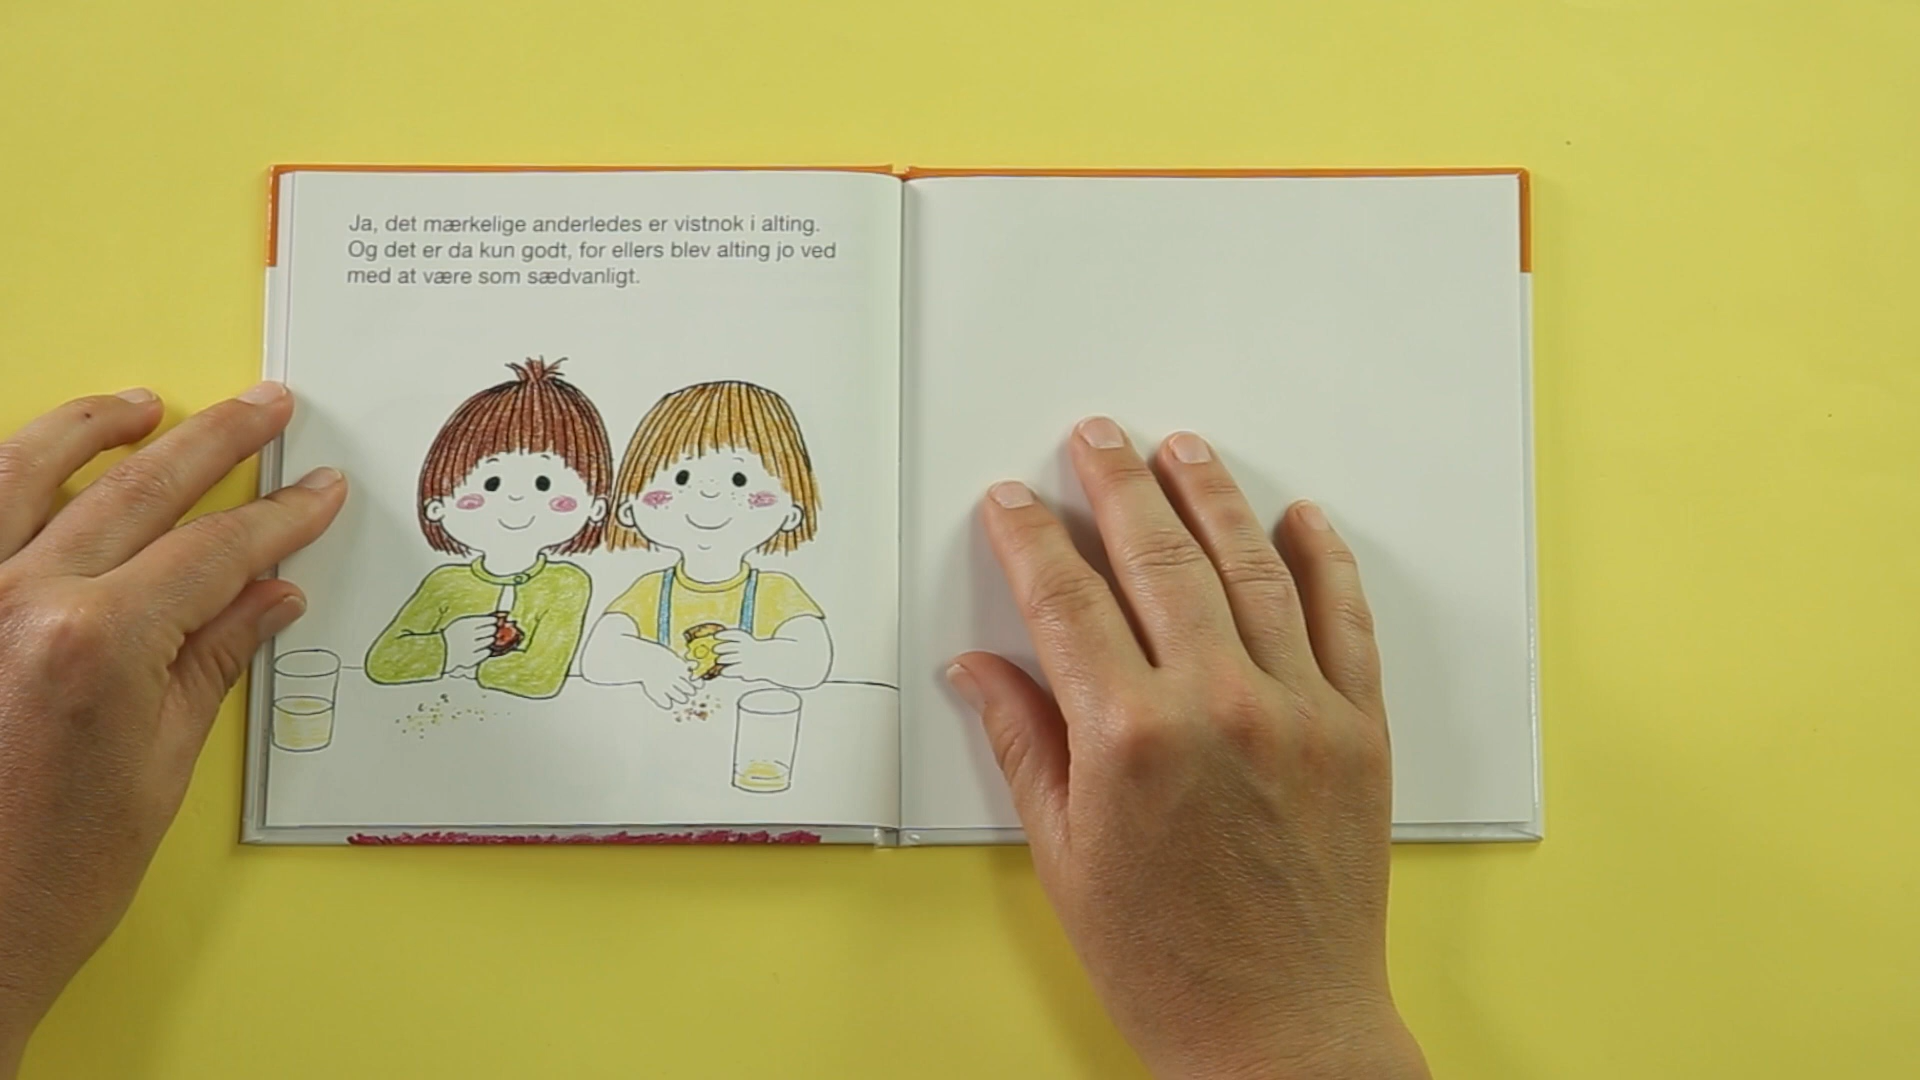 Ja, det mærkelige anderledes er vistnok i alting.
Og det er da kun godt, for ellers blev alting jo ved
med at være som sædvanligt.